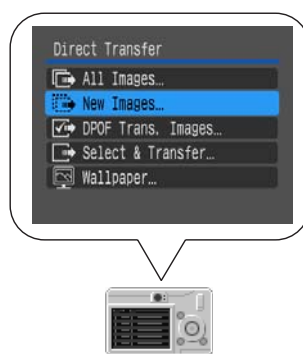 Direct Transfer
All Images...
New Images...
DPOF Trans. Images...
Select & Transfer...
Wallpaper...